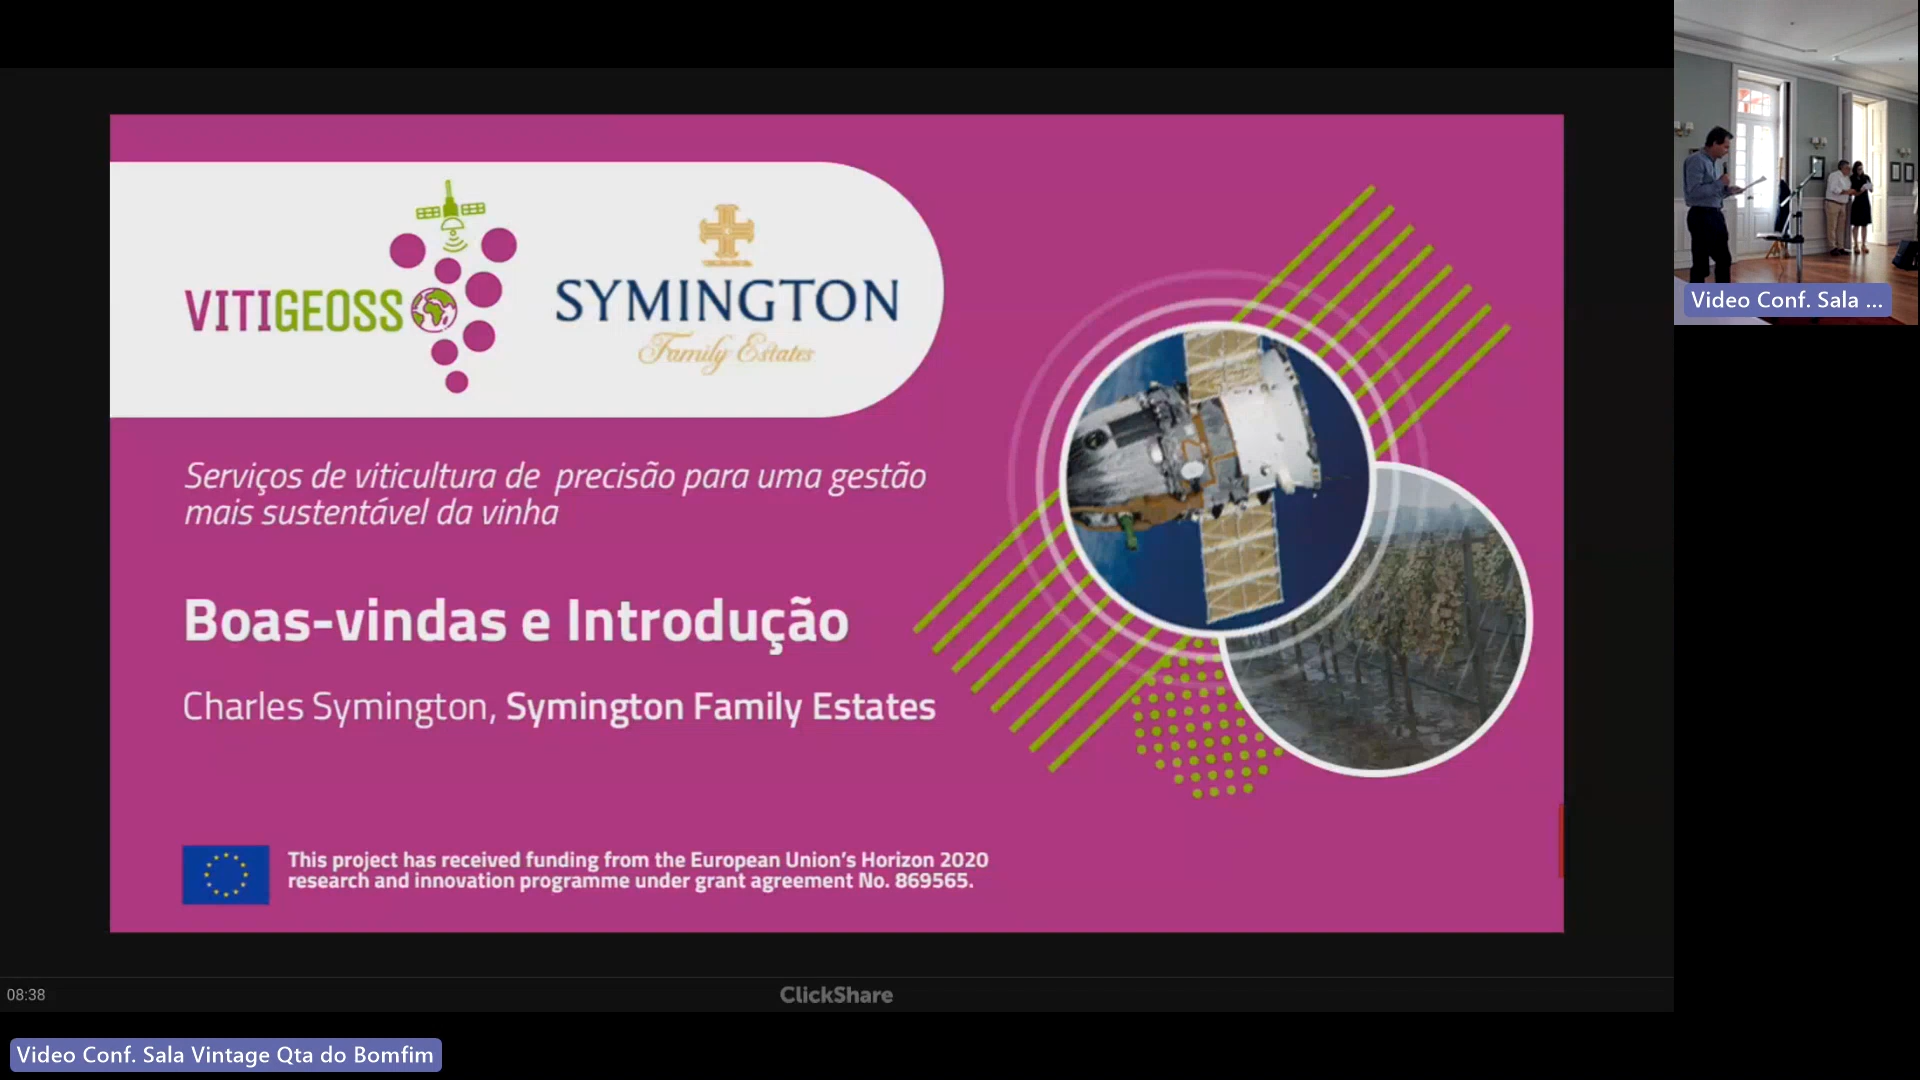 VITIGEOSS
SYMINGTON
Family Estates
Serviços de viticultura de precisão para uma gestão
mais sustentável da vinha
Boas-vindas e Introdução
Charles Symington, Symington Family Estates
This project has received funding from the European Union's Horizon 2020
research and innovation programme under grant agreement No. 869565.
Video Conf. Sala ...
08:38
ClickShare
Video Conf. Sala Vintage Qta do Bomfim